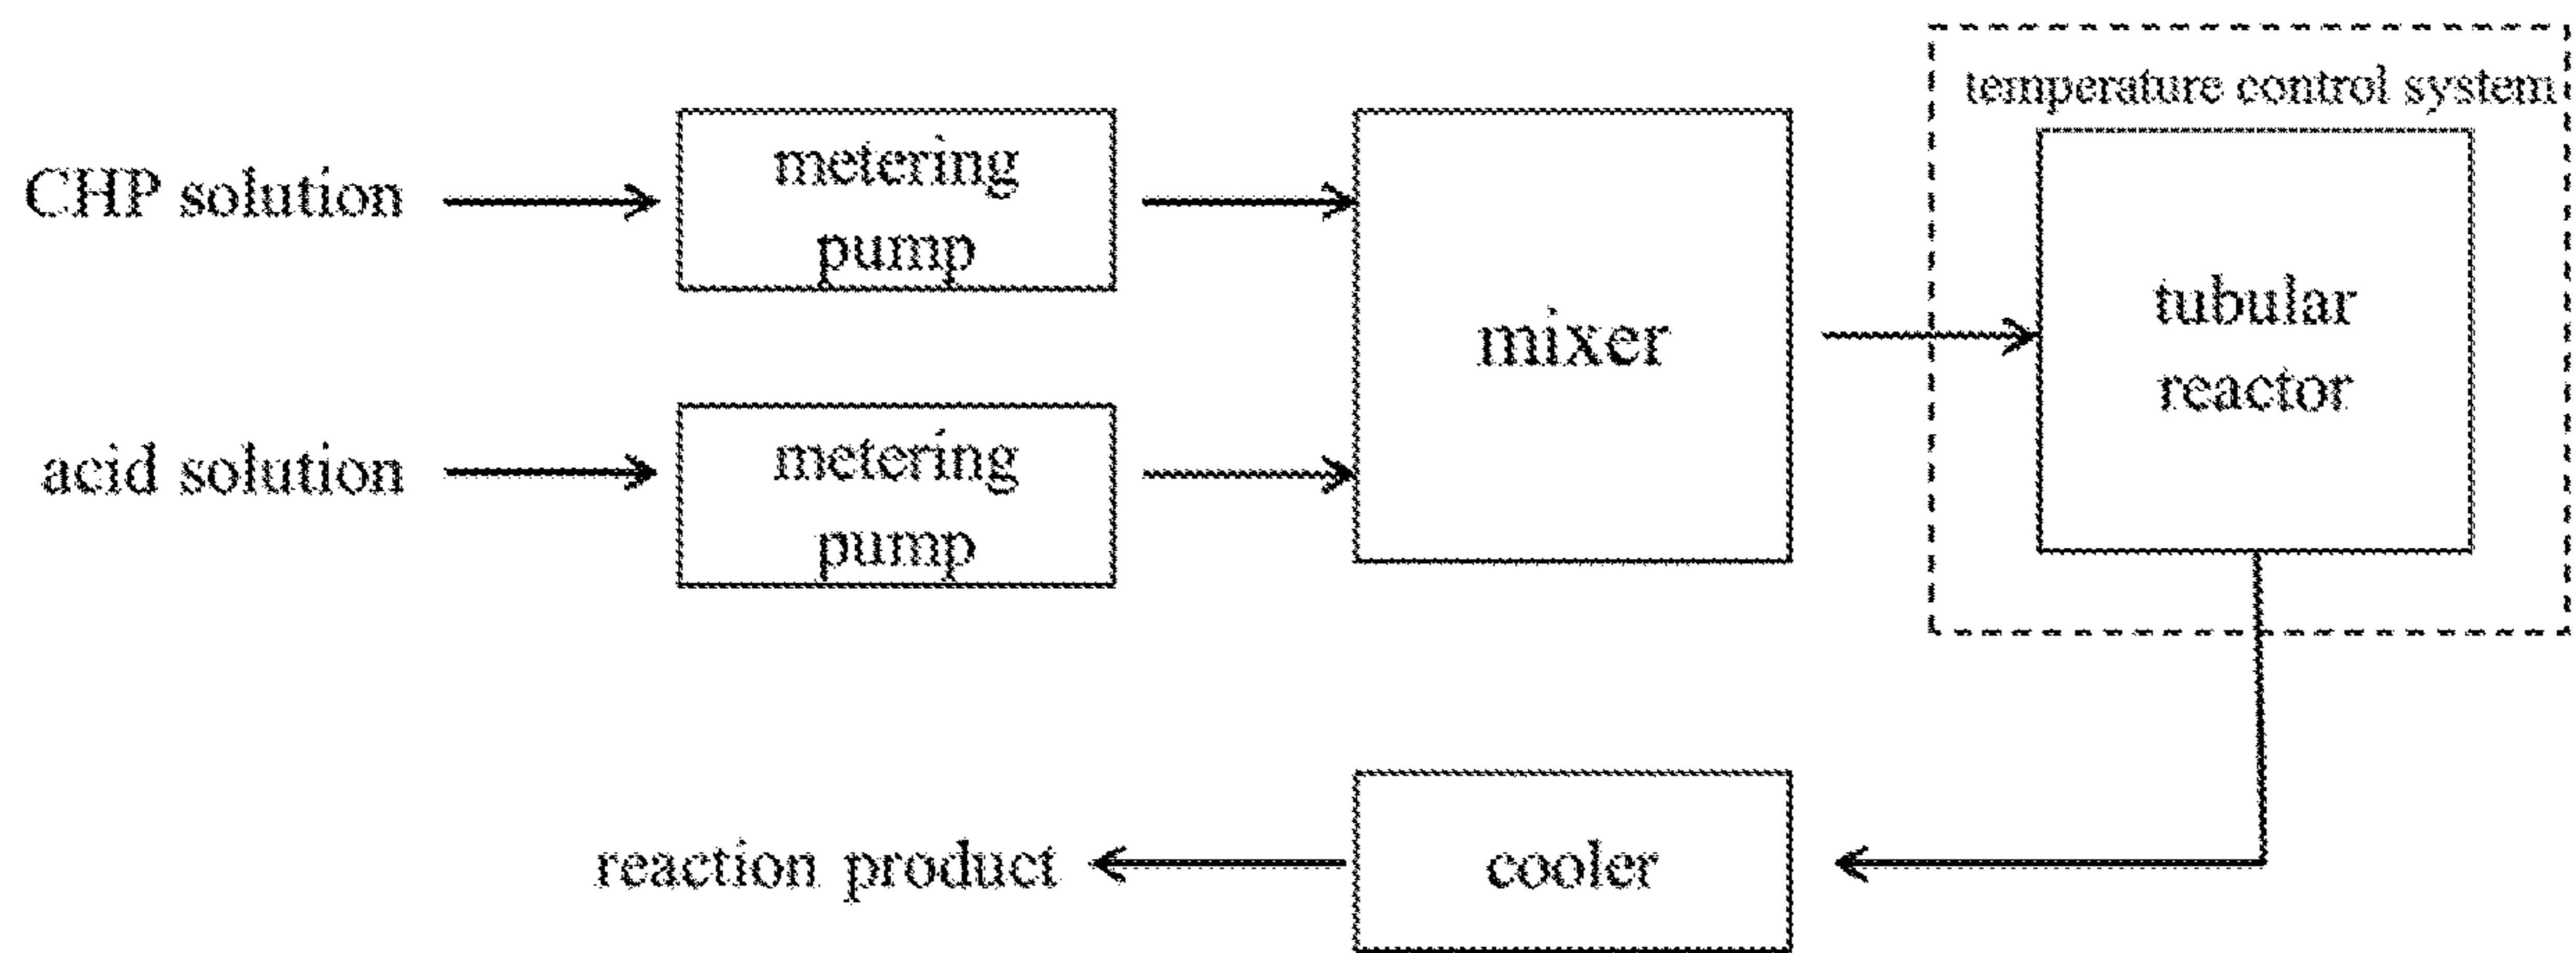 temperature control system
CHP solution
metering
pump
mixer
tubular
reactor
acid solution
metering
pump
reaction product
cooler